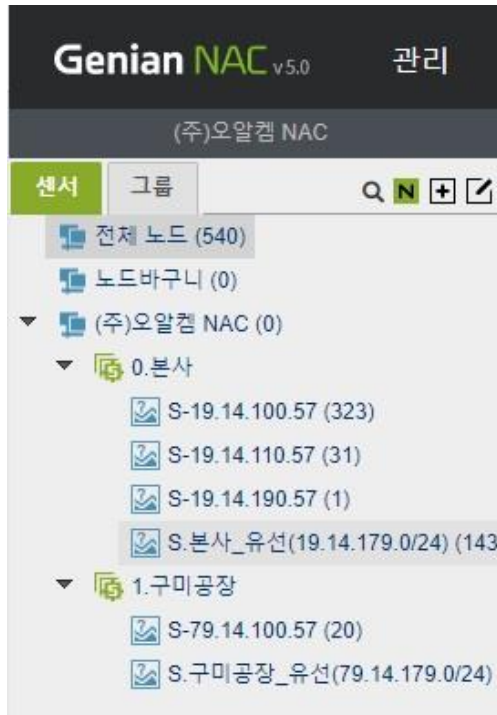 Genian NAC v5.0 관리
(주)오알켐 NAC
센서 그룹 N
전체 노드 (540)
노드바구니 (0)
(주)오알켐 NAC (0)
0.본사
S-19.14.100.57 (323)
S-19.14.110.57 (31)
S-19.14.190.57 (1)
S.본사_유선(19.14.179.0/24) (143
1.구미공장
S-79.14.100.57 (20)
S.구미공장_유선(79.14.179.0/24)